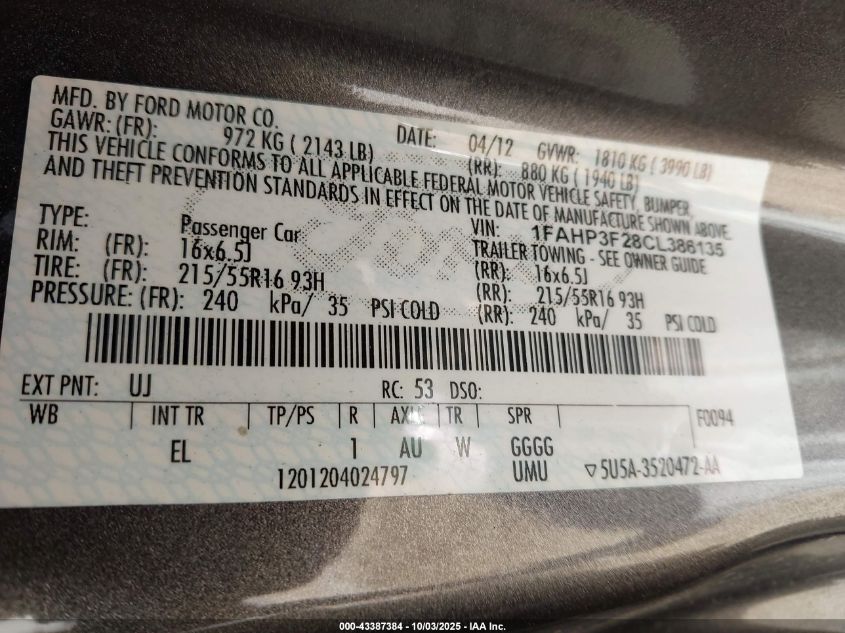 MFD. BY FORD MOTOR CO.
DATE: 04/12 GVWR: 1810 KG ( 3990 LB)
GAWR: (FR): 972 KG ( 2143 LB) (RR): 880 KG ( 1940 LB)
THIS VEHICLE CONFORMS TO ALL APPLICABLE FEDERAL MOTOR VEHICLE SAFETY, BUMPER,
AND THEFT PREVENTION STANDARDS IN EFFECT ON THE DATE OF MANUFACTURE SHOWN ABOVE.
VIN: 1FAHP3F28CL386135
TYPE: Passenger Car TRAILER TOWING - SEE OWNER GUIDE
RIM: (FR): 16x6.5J (RR): 16x6.5J
TIRE: (FR): 215/55R16 93H (RR): 215/55R16 93H
PRESSURE: (FR): 240 kPa/ 35 PSI COLD (RR): 240 kPa/ 35 PSI COLD
EXT PNT: UJ RC: 53 DSO:
WB INT TR TP/PS R AXLE TR SPR F0094
EL 1 AU W GGGG
1201204024797 UMU ▽5U5A-3520472-AA
000-43387384 - 10/03/2025 - IAA Inc.